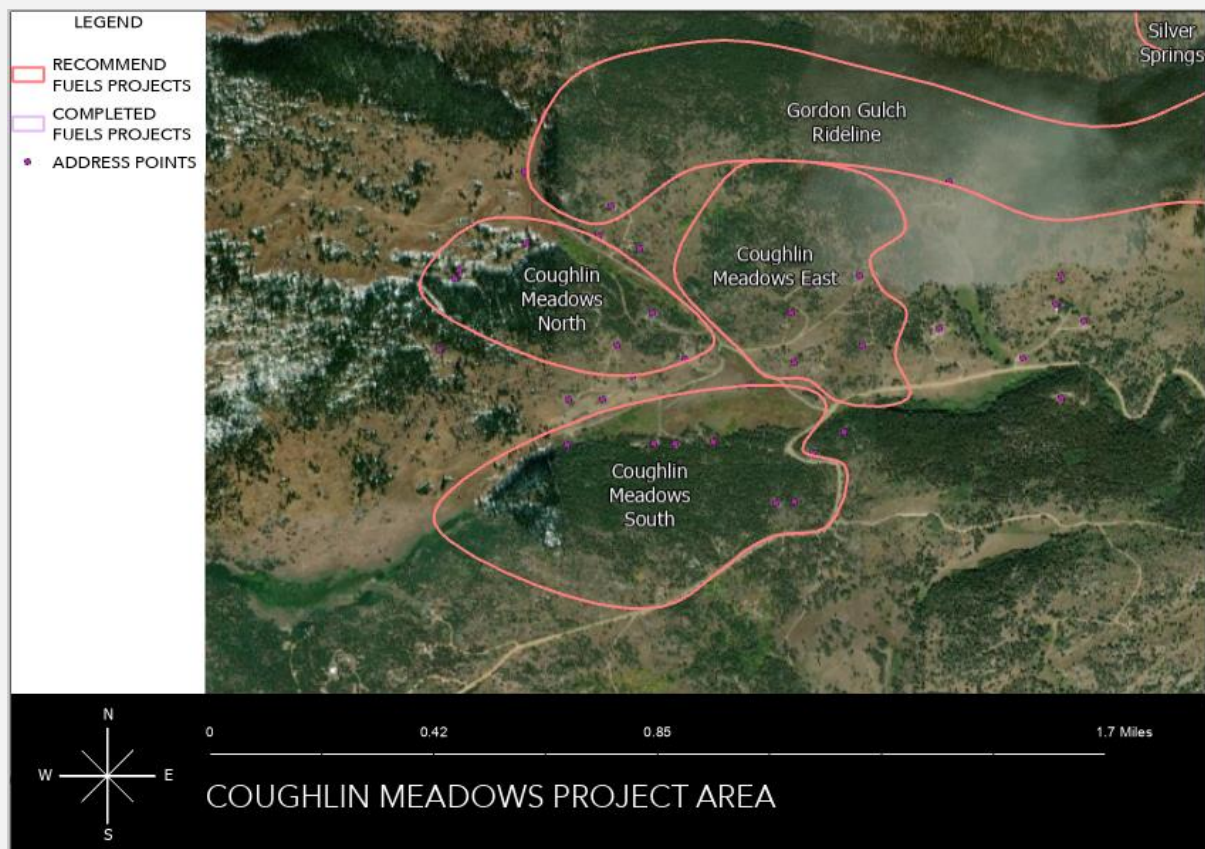 LEGEND
RECOMMEND
FUELS PROJECTS
COMPLETED
FUELS PROJECTS
ADDRESS POINTS
Silver
Springs
Gordon Gulch
Rideline
Coughlin
Meadows East
Coughlin
Meadows
North
Coughlin
Meadows
South
N
W E
S
0 0.42 0.85 1.7 Miles
COUGHLIN MEADOWS PROJECT AREA